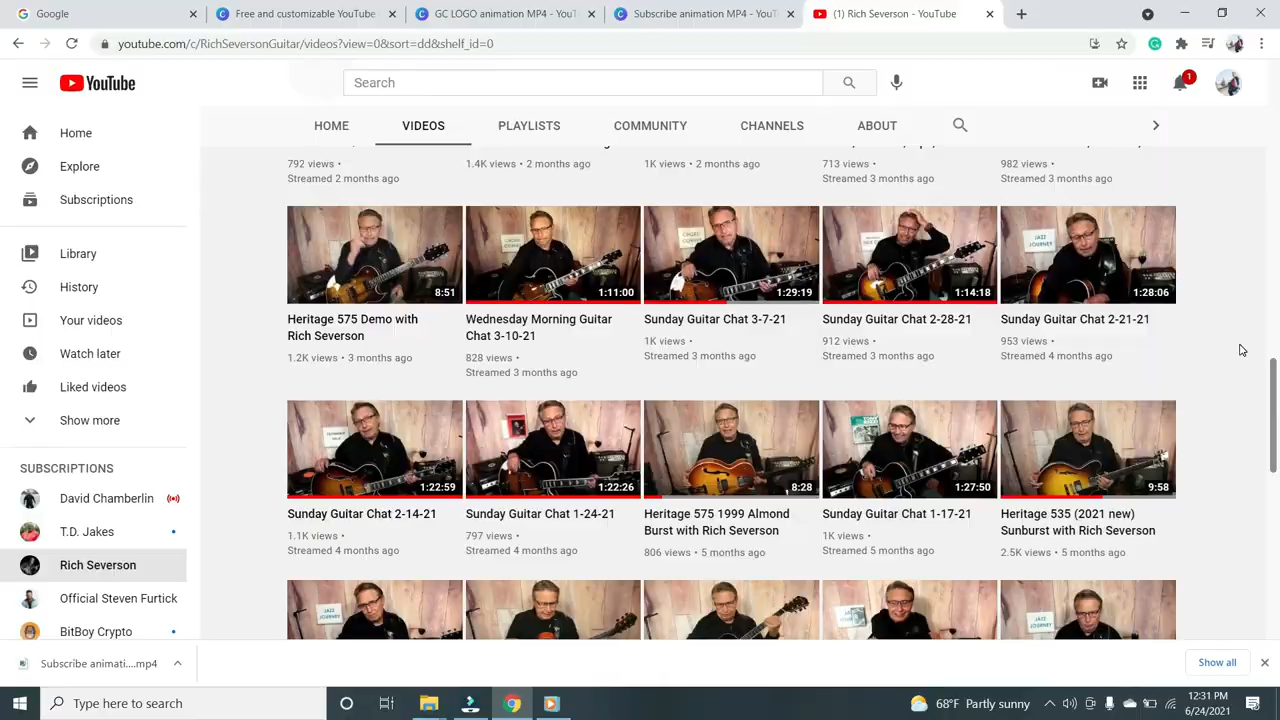 Google
Free and customizable YouTube
GC LOGO animation MP4 - YouT
Subscribe animation MP4 - YouT
(1) Rich Severson - YouTube
youtube.com/c/RichSeversonGuitar/videos?view=0&sort=dd&shelf_id=0
YouTube
Search
1
HOME
VIDEOS
PLAYLISTS
COMMUNITY
CHANNELS
ABOUT
Home
Explore
Subscriptions
Library
History
Your videos
Watch later
Liked videos
Show more
SUBSCRIPTIONS
David Chamberlin
T.D. Jakes
Rich Severson
Official Steven Furtick
BitBoy Crypto
792 views •
Streamed 2 months ago
1.4K views • 2 months ago
1K views • 2 months ago
713 views •
Streamed 3 months ago
982 views •
Streamed 3 months ago
8:51
Heritage 575 Demo with
Rich Severson
1.2K views • 3 months ago
1:11:00
Wednesday Morning Guitar
Chat 3-10-21
828 views •
Streamed 3 months ago
1:29:19
Sunday Guitar Chat 3-7-21
1K views •
Streamed 3 months ago
1:14:18
Sunday Guitar Chat 2-28-21
912 views •
Streamed 3 months ago
JAZZ
JOURNEY
1:28:06
Sunday Guitar Chat 2-21-21
953 views •
Streamed 4 months ago
1:22:59
Sunday Guitar Chat 2-14-21
1.1K views •
Streamed 4 months ago
1:22:26
Sunday Guitar Chat 1-24-21
797 views •
Streamed 4 months ago
8:28
Heritage 575 1999 Almond
Burst with Rich Severson
806 views • 5 months ago
1:27:50
Sunday Guitar Chat 1-17-21
1K views •
Streamed 5 months ago
9:58
Heritage 535 (2021 new)
Sunburst with Rich Severson
2.5K views • 5 months ago
JAZZ
JOURNEY
JAZZ
JOURNEY
Subscribe animati....mp4
Show all
Type here to search
68°F Partly sunny
12:31 PM
6/24/2021